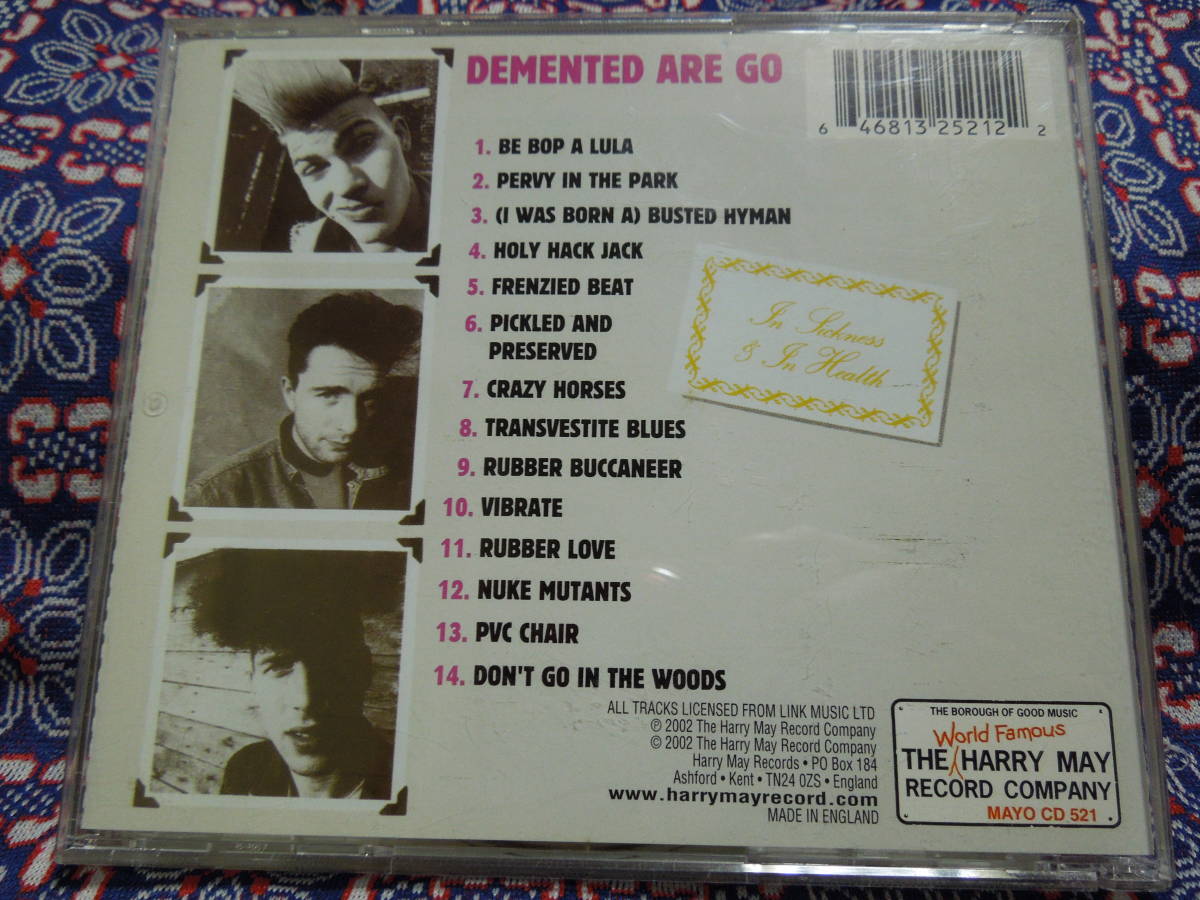 DEMENTED ARE GO
6 46813 25212 2
1. BE BOP A LULA
2. PERVY IN THE PARK
3. (I WAS BORN A) BUSTED HYMAN
4. HOLY HACK JACK
5. FRENZIED BEAT
6. PICKLED AND
PRESERVED
7. CRAZY HORSES
8. TRANSVESTITE BLUES
9. RUBBER BUCCANEER
10. VIBRATE
11. RUBBER LOVE
12. NUKE MUTANTS
13. PVC CHAIR
14. DON'T GO IN THE WOODS
In Sickness
& In Health
ALL TRACKS LICENSED FROM LINK MUSIC LTD
℗ 2002 The Harry May Record Company
© 2002 The Harry May Record Company
Harry May Records • PO Box 184
Ashford • Kent • TN24 0ZS • England
www.harrymayrecord.com
MADE IN ENGLAND
THE BOROUGH OF GOOD MUSIC
World Famous
THE HARRY MAY
RECORD COMPANY
MAYO CD 521